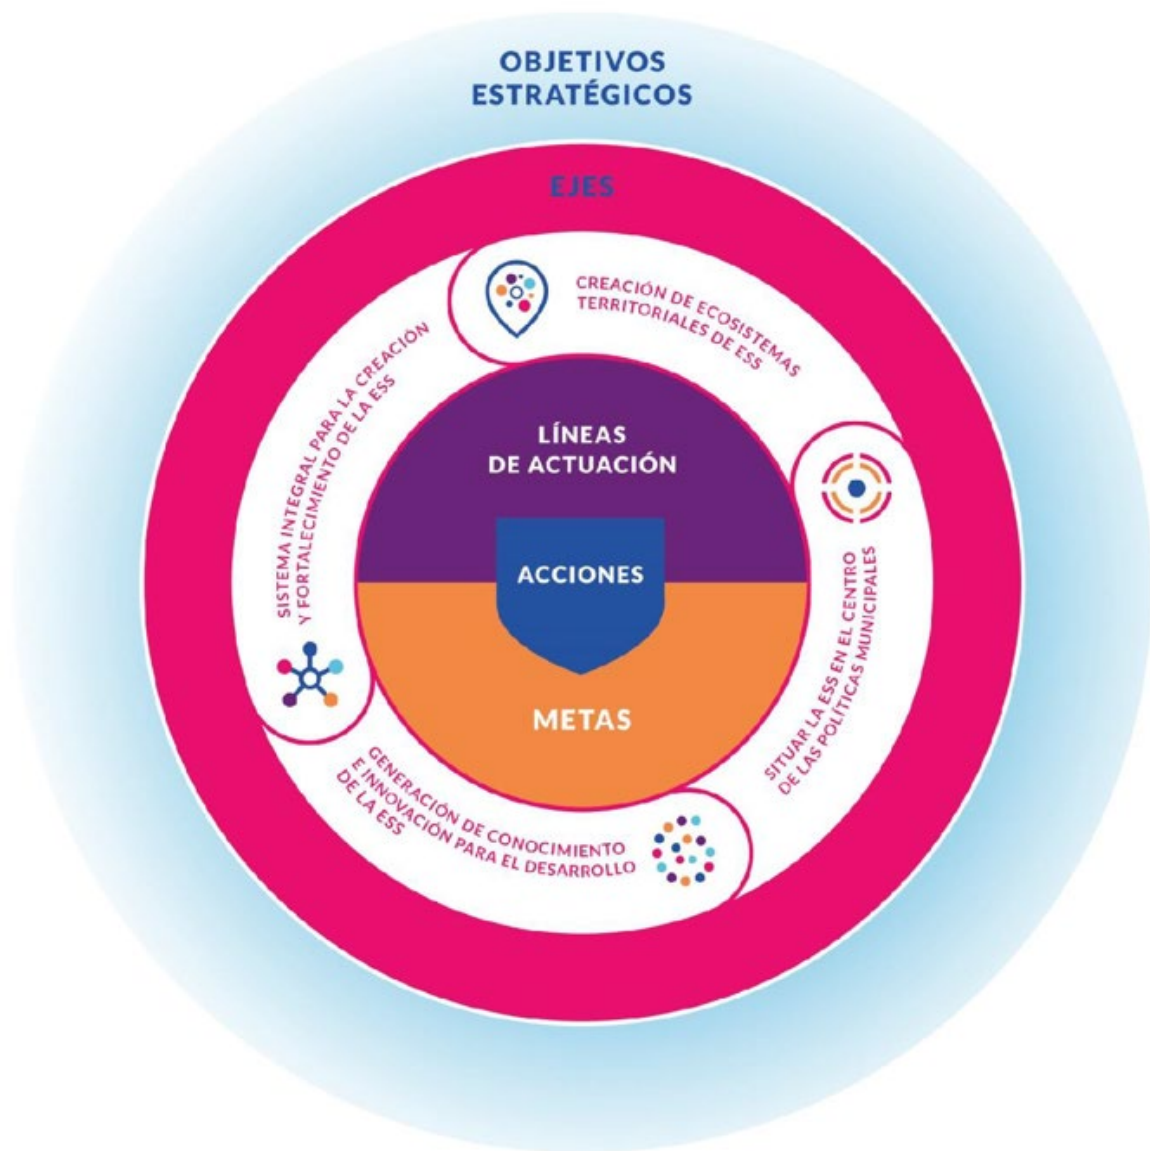 OBJETIVOS
ESTRATÉGICOS
EJES
CREACIÓN DE ECOSISTEMAS
TERRITORIALES DE ESS
SITUAR LA ESS EN EL CENTRO
DE LAS POLÍTICAS MUNICIPALES
GENERACIÓN DE CONOCIMIENTO
E INNOVACIÓN PARA EL DESARROLLO
DE LA ESS
SISTEMA INTEGRAL PARA LA CREACIÓN
Y FORTALECIMIENTO DE LA ESS
LÍNEAS
DE ACTUACIÓN
ACCIONES
METAS